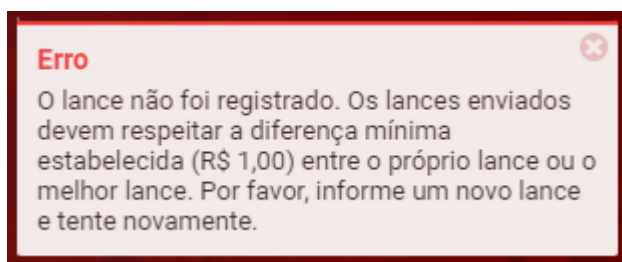 Erro
O lance não foi registrado. Os lances enviados
devem respeitar a diferença mínima
estabelecida (R$ 1,00) entre o próprio lance ou o
melhor lance. Por favor, informe um novo lance
e tente novamente.